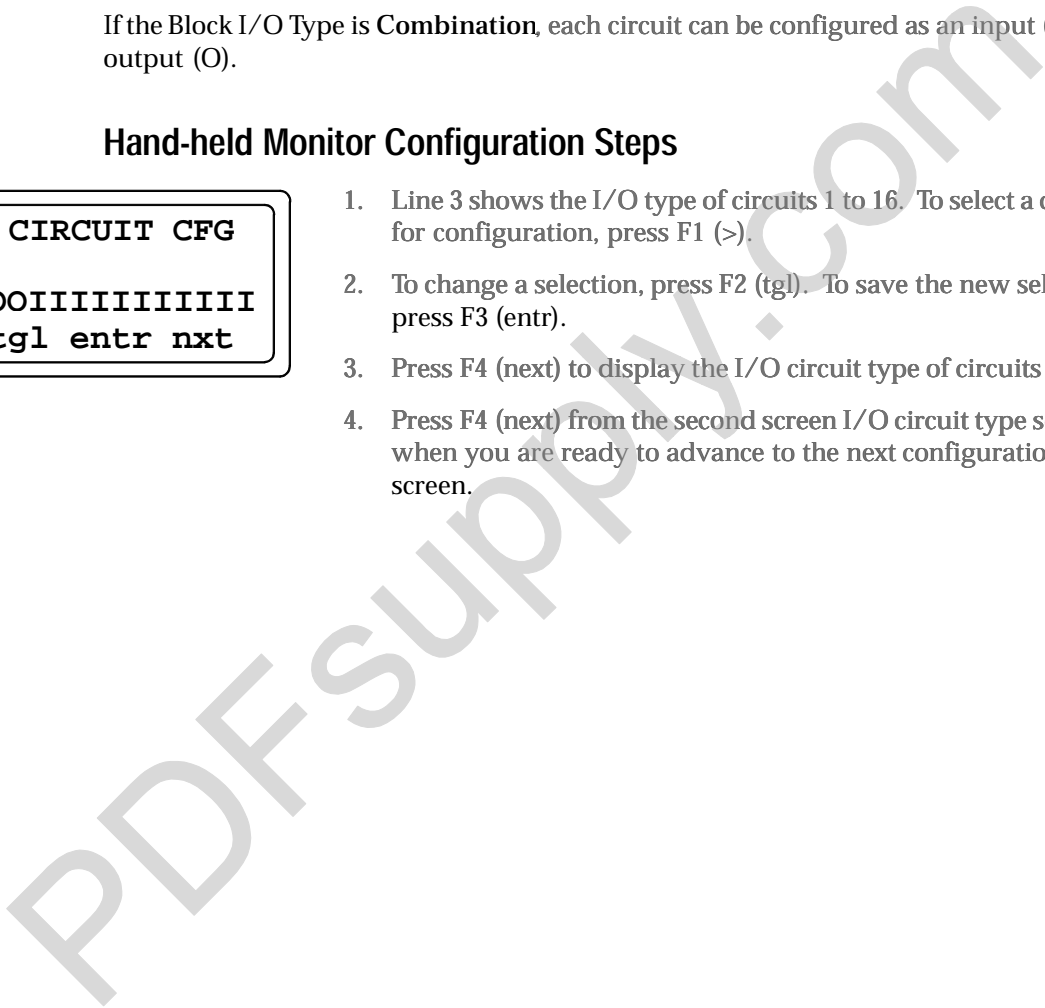 If the Block I/O Type is Combination, each circuit can be configured as an input
output (O).
Hand-held Monitor Configuration Steps
CIRCUIT CFG
OOIIIIIIIIIII
tgl entr nxt
1. Line 3 shows the I/O type of circuits 1 to 16. To select a
for configuration, press F1 (>).
2. To change a selection, press F2 (tgl). To save the new
press F3 (entr).
3. Press F4 (next) to display the I/O circuit type of circuits
4. Press F4 (next) from the second screen I/O circuit type
when you are ready to advance to the next configuration
screen.
PDFsupply.com